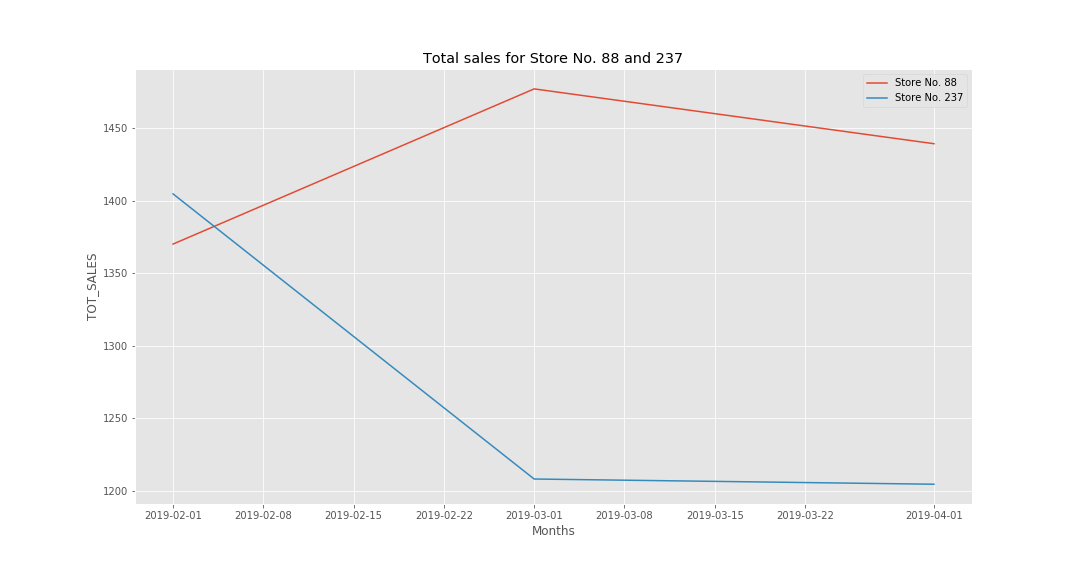 Total sales for Store No. 88 and 237
Store No. 88
Store No. 237
TOT_SALES
1450
1400
1350
1300
1250
1200
2019-02-01 2019-02-08 2019-02-15 2019-02-22 2019-03-01 2019-03-08 2019-03-15 2019-03-22 2019-04-01
Months